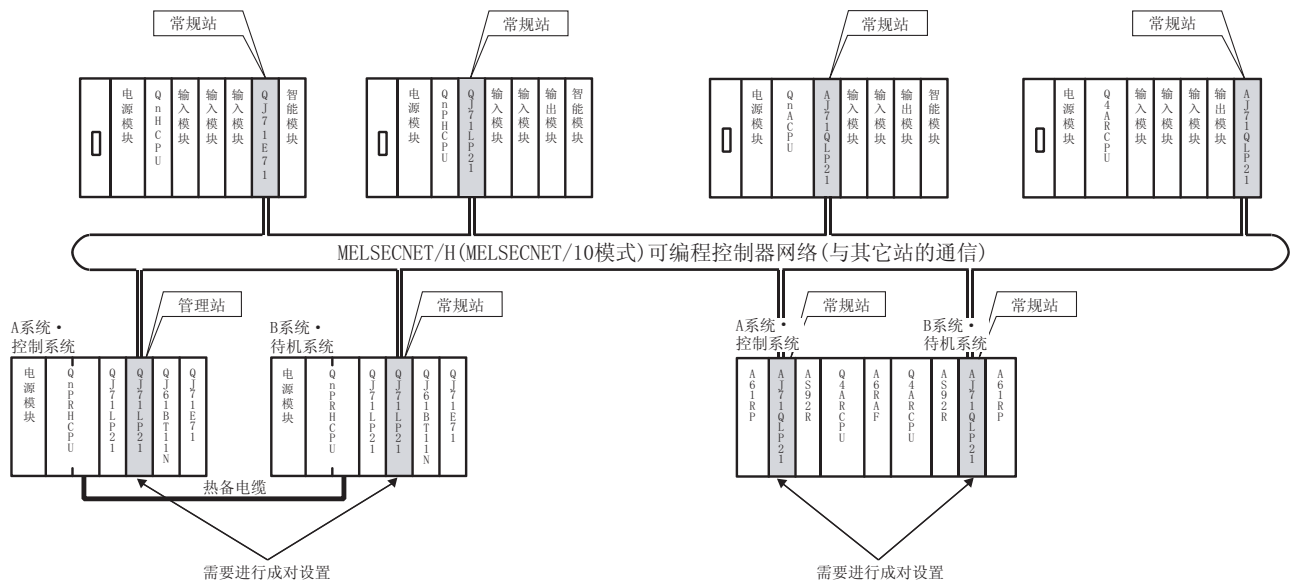 常规站
常规站
常规站
常规站
电源模块
QnHCPU
输入模块
输入模块
输入模块
QJ71E71
智能模块
电源模块
QnPHCPU
QJ71LP21
输入模块
输入模块
输出模块
智能模块
电源模块
QnACPU
AJ71QLP21
输入模块
输入模块
输出模块
智能模块
电源模块
Q4ARCPU
输入模块
输入模块
输入模块
输出模块
AJ71QLP21
MELSECNET/H(MELSECNET/10模式)可编程控制器网络(与其它站的通信)
管理站
常规站
常规站
常规站
A系统·
控制系统
B系统·
待机系统
A系统·
控制系统
B系统·
待机系统
电源模块
QnPRHCPU
QJ71LP21
QJ71LP21
QJ61BT11N
QJ71E71
电源模块
QnPRHCPU
QJ71LP21
QJ71LP21
QJ61BT11N
QJ71E71
A61RP
AJ71QLP21
AS92R
Q4ARCPU
A6RAF
Q4ARCPU
AS92R
AJ71QLP21
A61RP
热备电缆
需要进行成对设置
需要进行成对设置